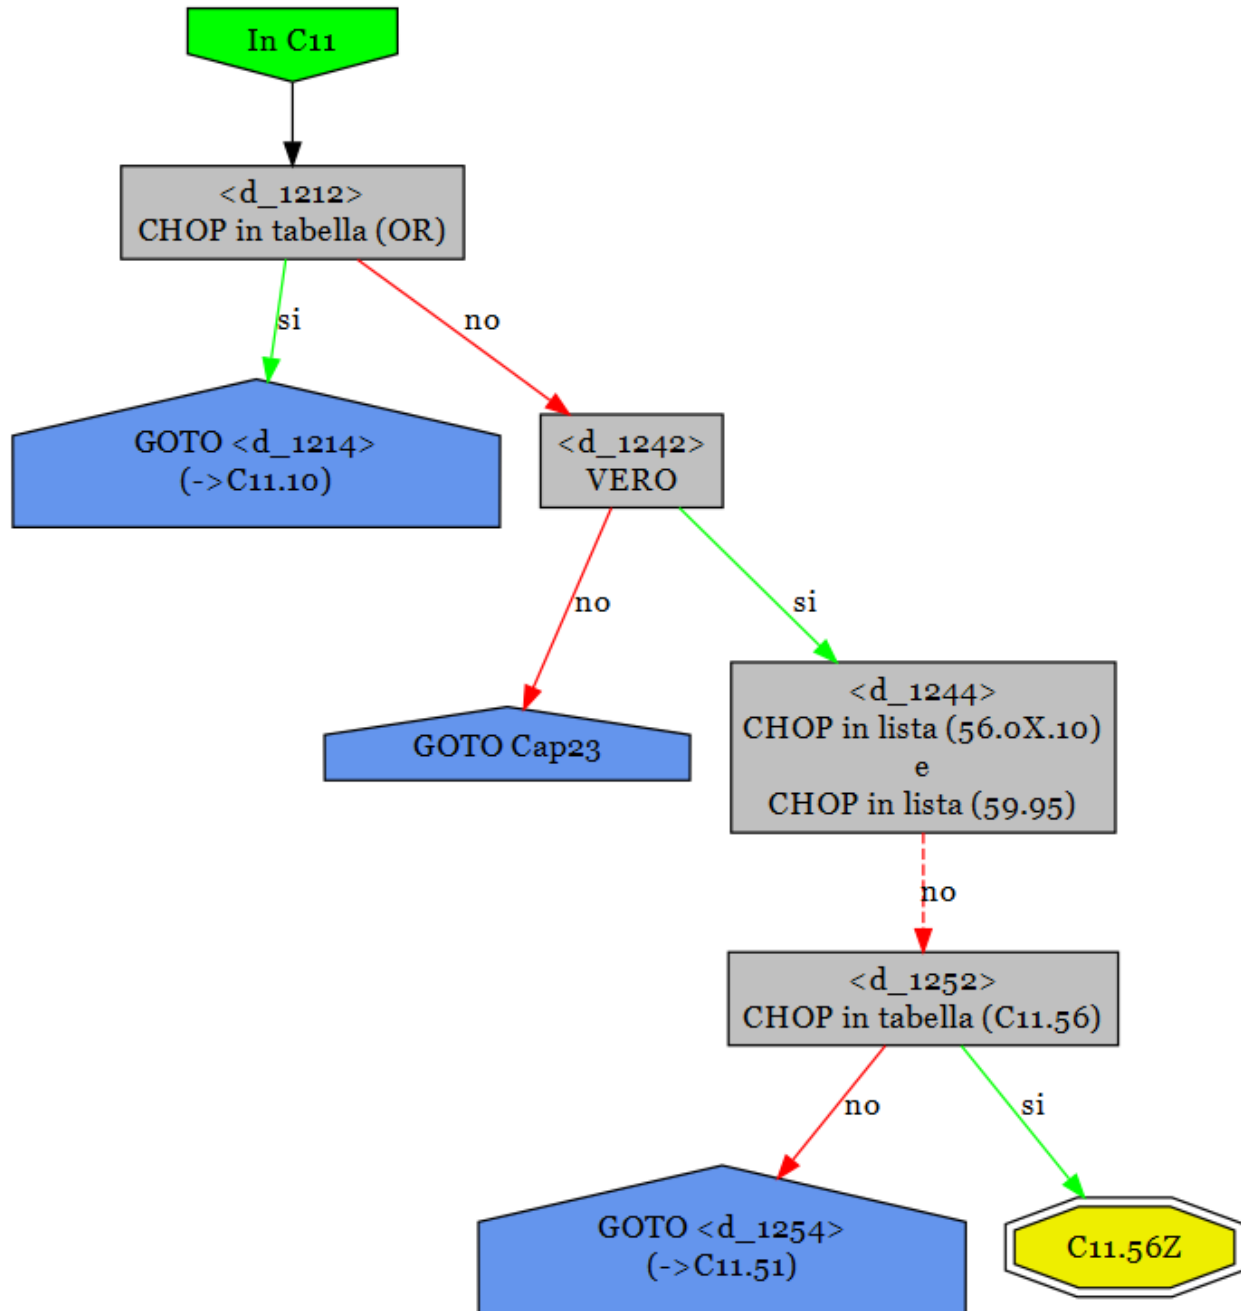 In C11
<d_1212>
CHOP in tabella (OR)
si
no
GOTO <d_1214>
(->C11.10)
<d_1242>
VERO
no
si
GOTO Cap23
<d_1244>
CHOP in lista (56.0X.10)
e
CHOP in lista (59.95)
no
<d_1252>
CHOP in tabella (C11.56)
no
si
GOTO <d_1254>
(->C11.51)
C11.56Z